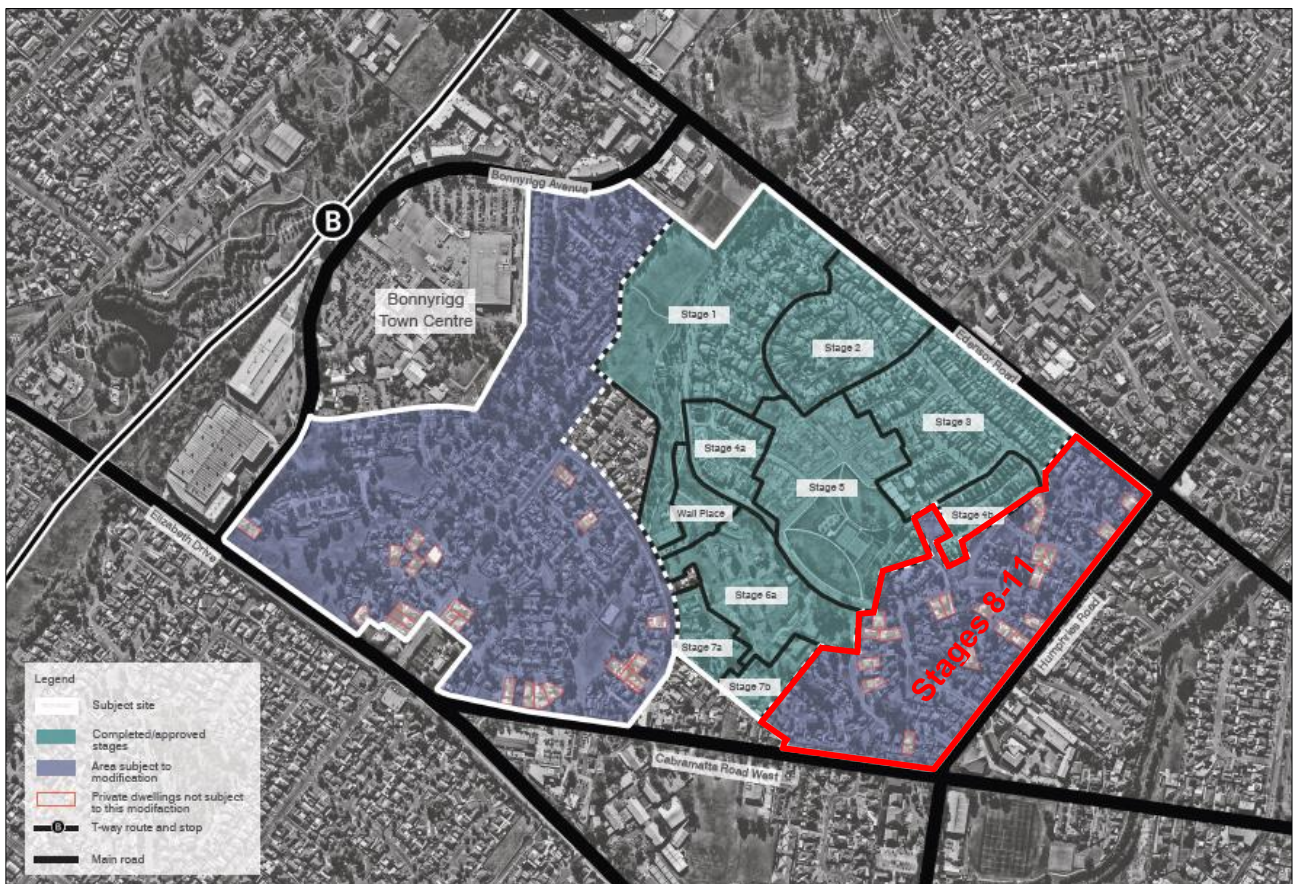 Bonnyrigg Avenue
B
Bonnyrigg
Town Centre
Stage 1
Stage 2
Edensor Road
Stage 3
Stage 4a
Stage 5
Wall Place
Stage 4b
Elizabeth Drive
Stage 6a
Stages 8-11
Humphries Road
Stage 7a
Stage 7b
Cabramatta Road West
Legend
Subject site
Completed/approved
stages
Area subject to
modification
Private dwellings not subject
to this modifaction
B
T-way route and stop
Main road